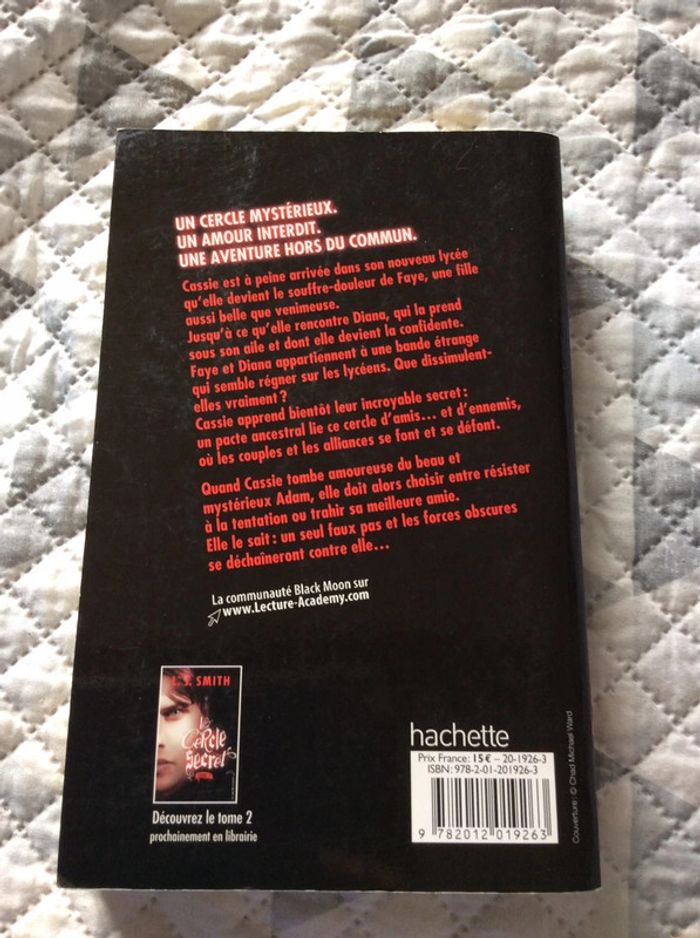 UN CERCLE MYSTÉRIEUX.
UN AMOUR INTERDIT.
UNE AVENTURE HORS DU COMMUN.
Cassie est à peine arrivée dans son nouveau lycée
qu'elle devient le souffre-douleur de Faye, une fille
aussi belle que venimeuse.
Jusqu'à ce qu'elle rencontre Diana, qui la prend
sous son aile et dont elle devient la confidente.
Faye et Diana appartiennent à une bande étrange
qui semble régner sur les lycéens. Que dissimulent-
elles vraiment ?
Cassie apprend bientôt leur incroyable secret :
un pacte ancestral lie ce cercle d'amis... et d'ennemis,
où les couples et les alliances se font et se défont.
Quand Cassie tombe amoureuse du beau et
mystérieux Adam, elle doit alors choisir entre résister
à la tentation ou trahir sa meilleure amie.
Elle le sait : un seul faux pas et les forces obscures
se déchaîneront contre elle...
La communauté Black Moon sur
www.Lecture-Academy.com
L.J. SMITH
Le
Cercle
Secret
Découvrez le tome 2
prochainement en librairie
hachette
Prix France : 15 € – 20-1926-3
ISBN : 978-2-01-201926-3
9 782012 019263
Couverture : © Chad Michael Ward